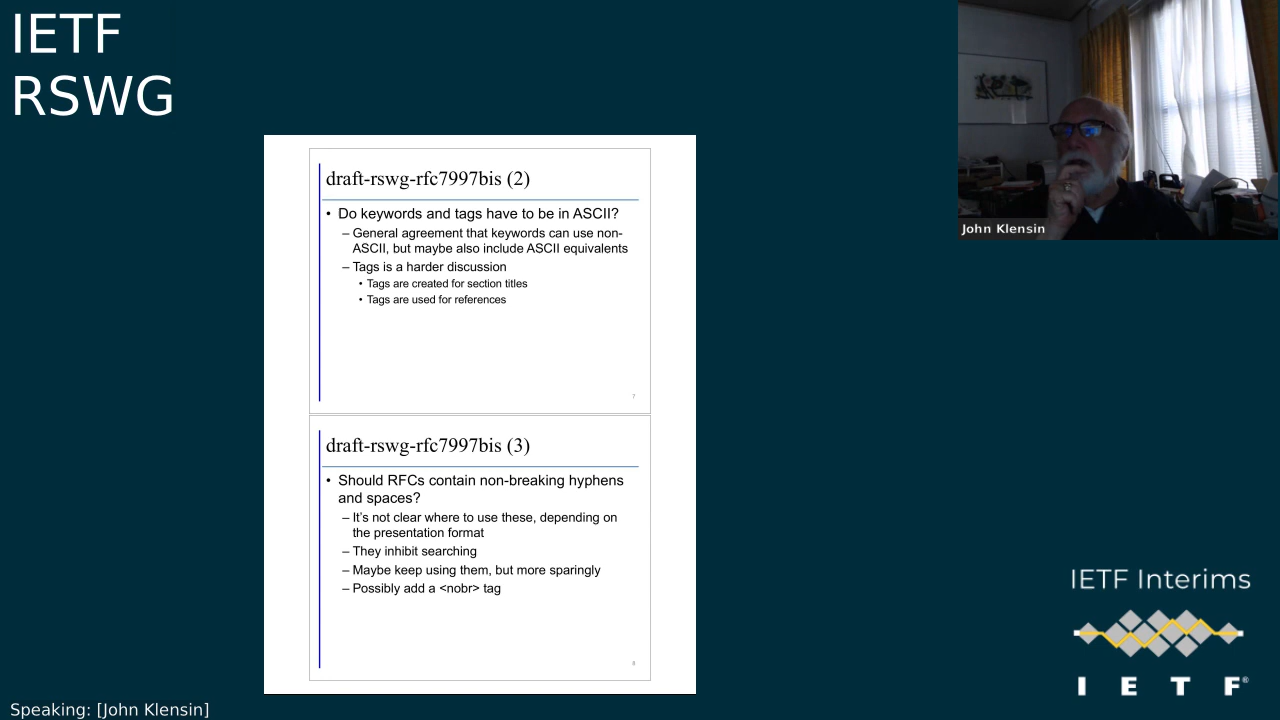 IETF
RSWG
draft-rswg-rfc7997bis (2)
• Do keywords and tags have to be in ASCII?
– General agreement that keywords can use non-
ASCII, but maybe also include ASCII equivalents
– Tags is a harder discussion
• Tags are created for section titles
• Tags are used for references
7
draft-rswg-rfc7997bis (3)
• Should RFCs contain non-breaking hyphens
and spaces?
– It's not clear where to use these, depending on
the presentation format
– They inhibit searching
– Maybe keep using them, but more sparingly
– Possibly add a <nobr> tag
8
John Klensin
IETF Interims
I E T F®
Speaking: [John Klensin]